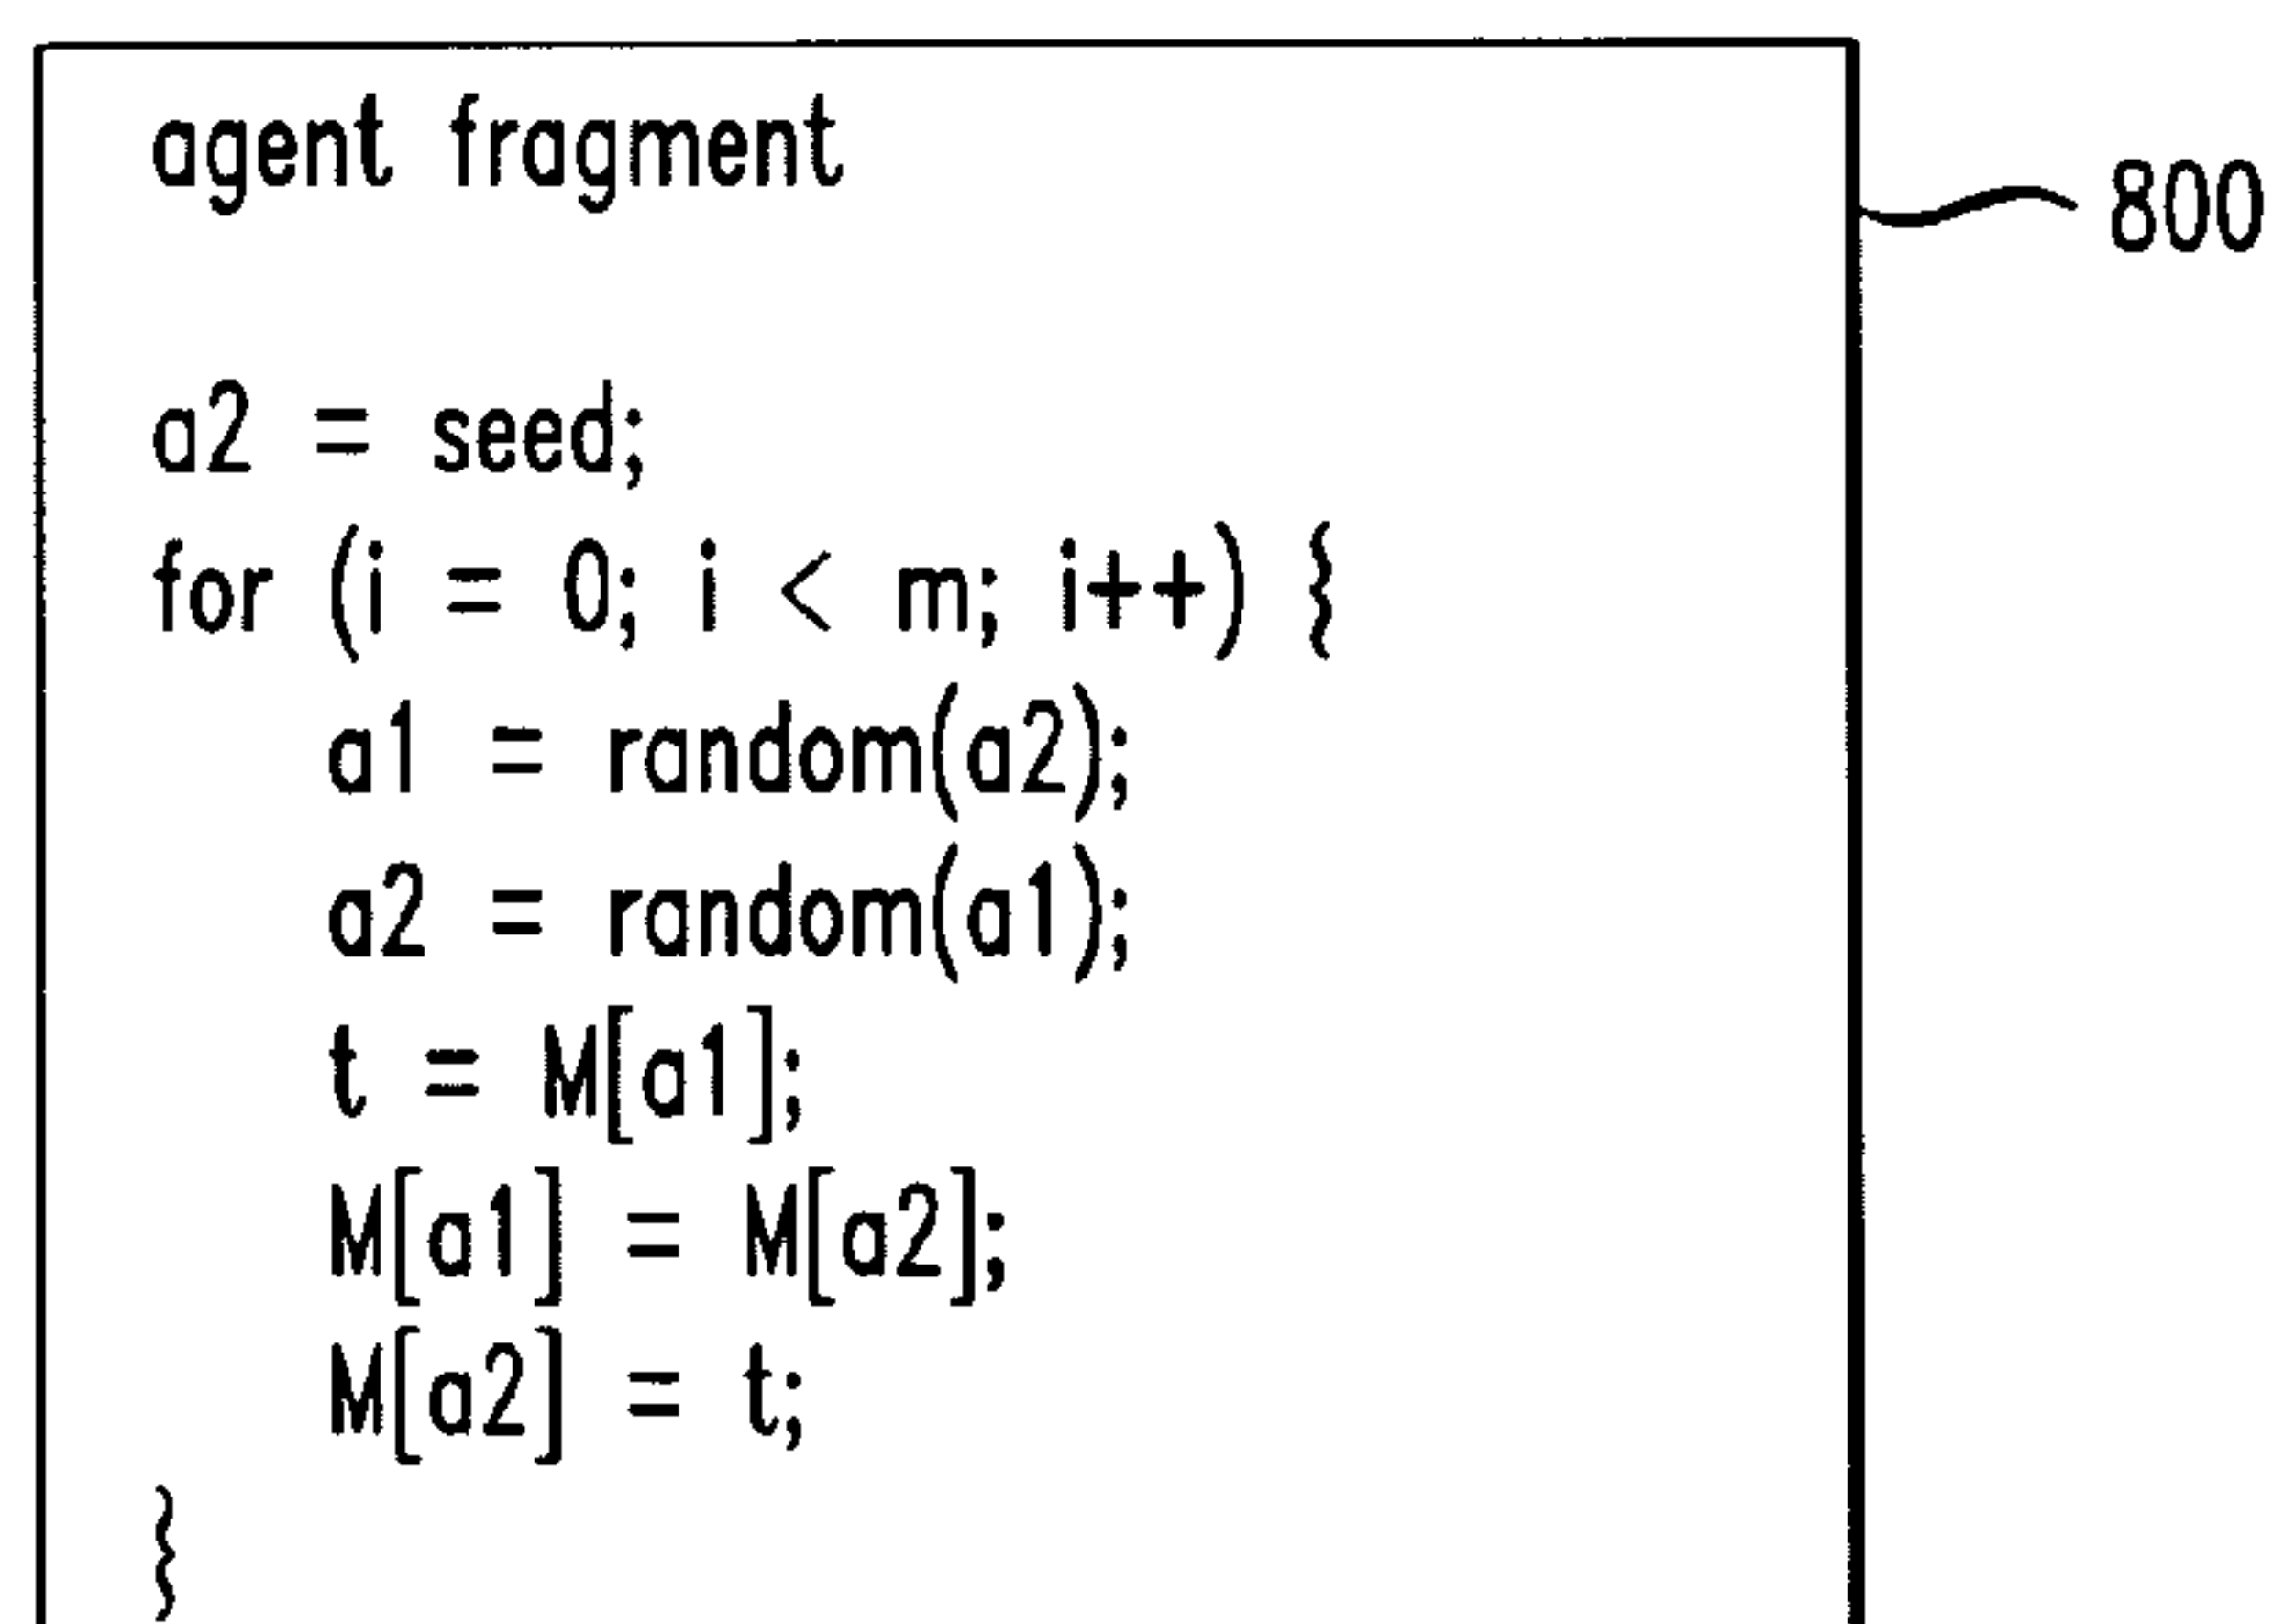 agent fragment
800
a2 = seed;
for (i = 0; i < m; i++) {
a1 = random(a2);
a2 = random(a1);
t = M[a1];
M[a1] = M[a2];
M[a2] = t;
}